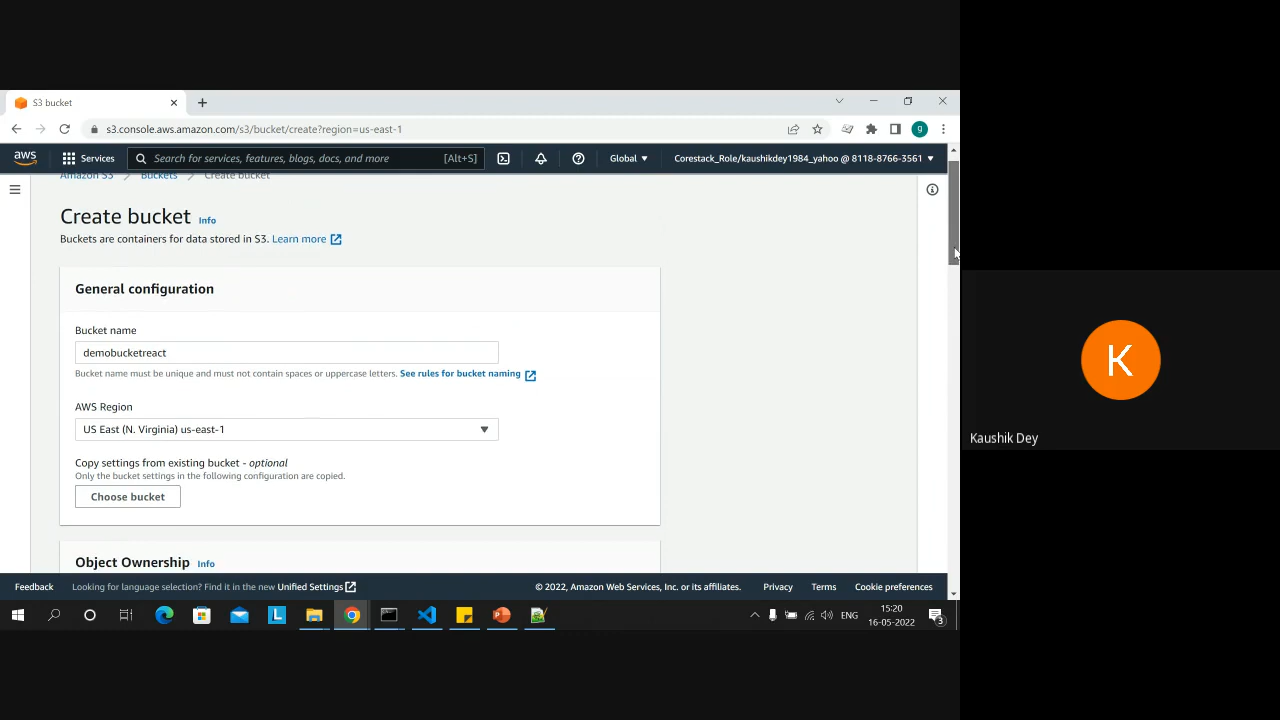 S3 bucket
s3.console.aws.amazon.com/s3/bucket/create?region=us-east-1
g
aws
Services
Search for services, features, blogs, docs, and more
[Alt+S]
Global
Corestack_Role/kaushikdey1984_yahoo @ 8118-8766-3561
Amazon S3 > Buckets > Create bucket
Create bucket Info
Buckets are containers for data stored in S3. Learn more
General configuration
Bucket name
demobucketreact
Bucket name must be unique and must not contain spaces or uppercase letters. See rules for bucket naming
AWS Region
US East (N. Virginia) us-east-1
Copy settings from existing bucket - optional
Only the bucket settings in the following configuration are copied.
Choose bucket
Object Ownership Info
Feedback
Looking for language selection? Find it in the new Unified Settings
© 2022, Amazon Web Services, Inc. or its affiliates.
Privacy
Terms
Cookie preferences
L
ENG
15:20
16-05-2022
3
K
Kaushik Dey